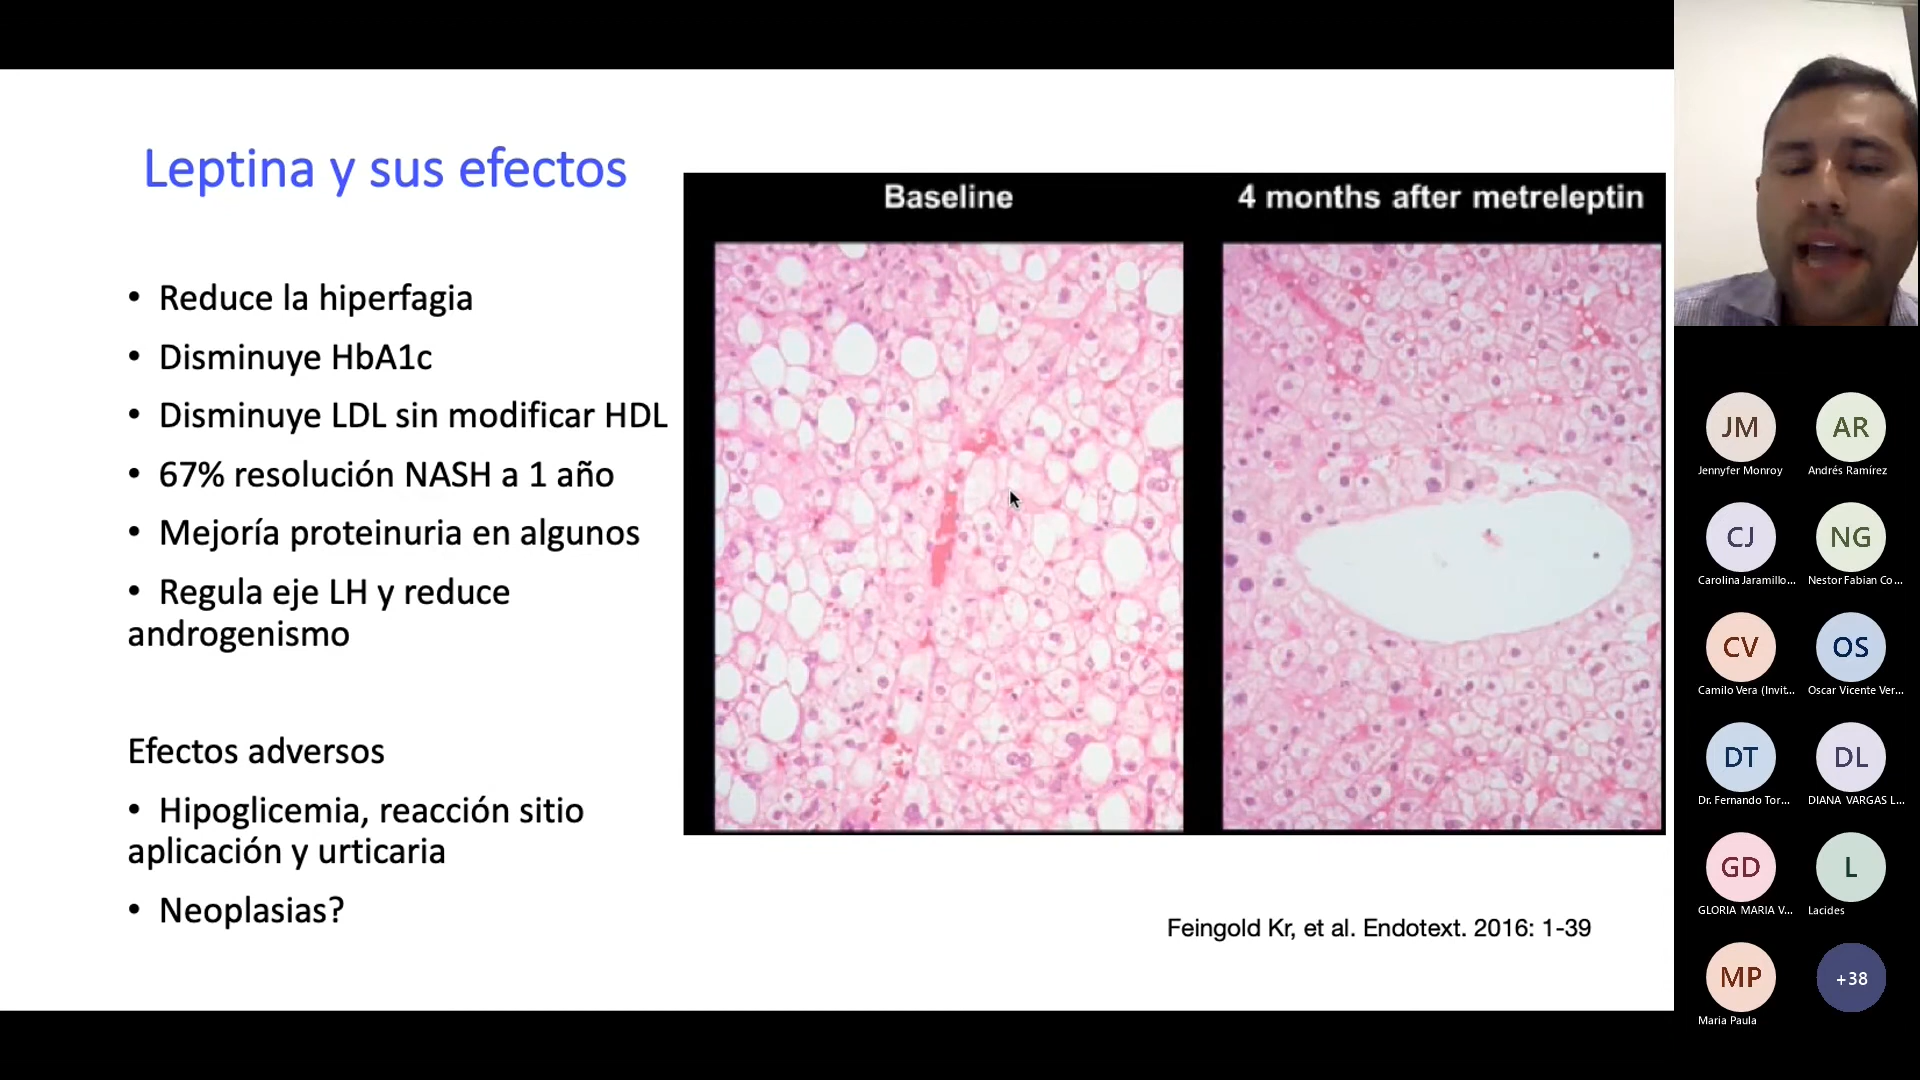 Leptina y sus efectos
• Reduce la hiperfagia
• Disminuye HbA1c
• Disminuye LDL sin modificar HDL
• 67% resolución NASH a 1 año
• Mejoría proteinuria en algunos
• Regula eje LH y reduce
androgenismo
Efectos adversos
• Hipoglicemia, reacción sitio
aplicación y urticaria
• Neoplasias?
Baseline
4 months after metreleptin
Feingold Kr, et al. Endotext. 2016: 1-39
JM
Jennyfer Monroy
AR
Andrés Ramírez
CJ
Carolina Jaramillo...
NG
Nestor Fabian Co...
CV
Camilo Vera (Invit...
OS
Oscar Vicente Ver...
DT
Dr. Fernando Tor...
DL
DIANA VARGAS L...
GD
GLORIA MARIA V...
L
Lacides
MP
Maria Paula
+38